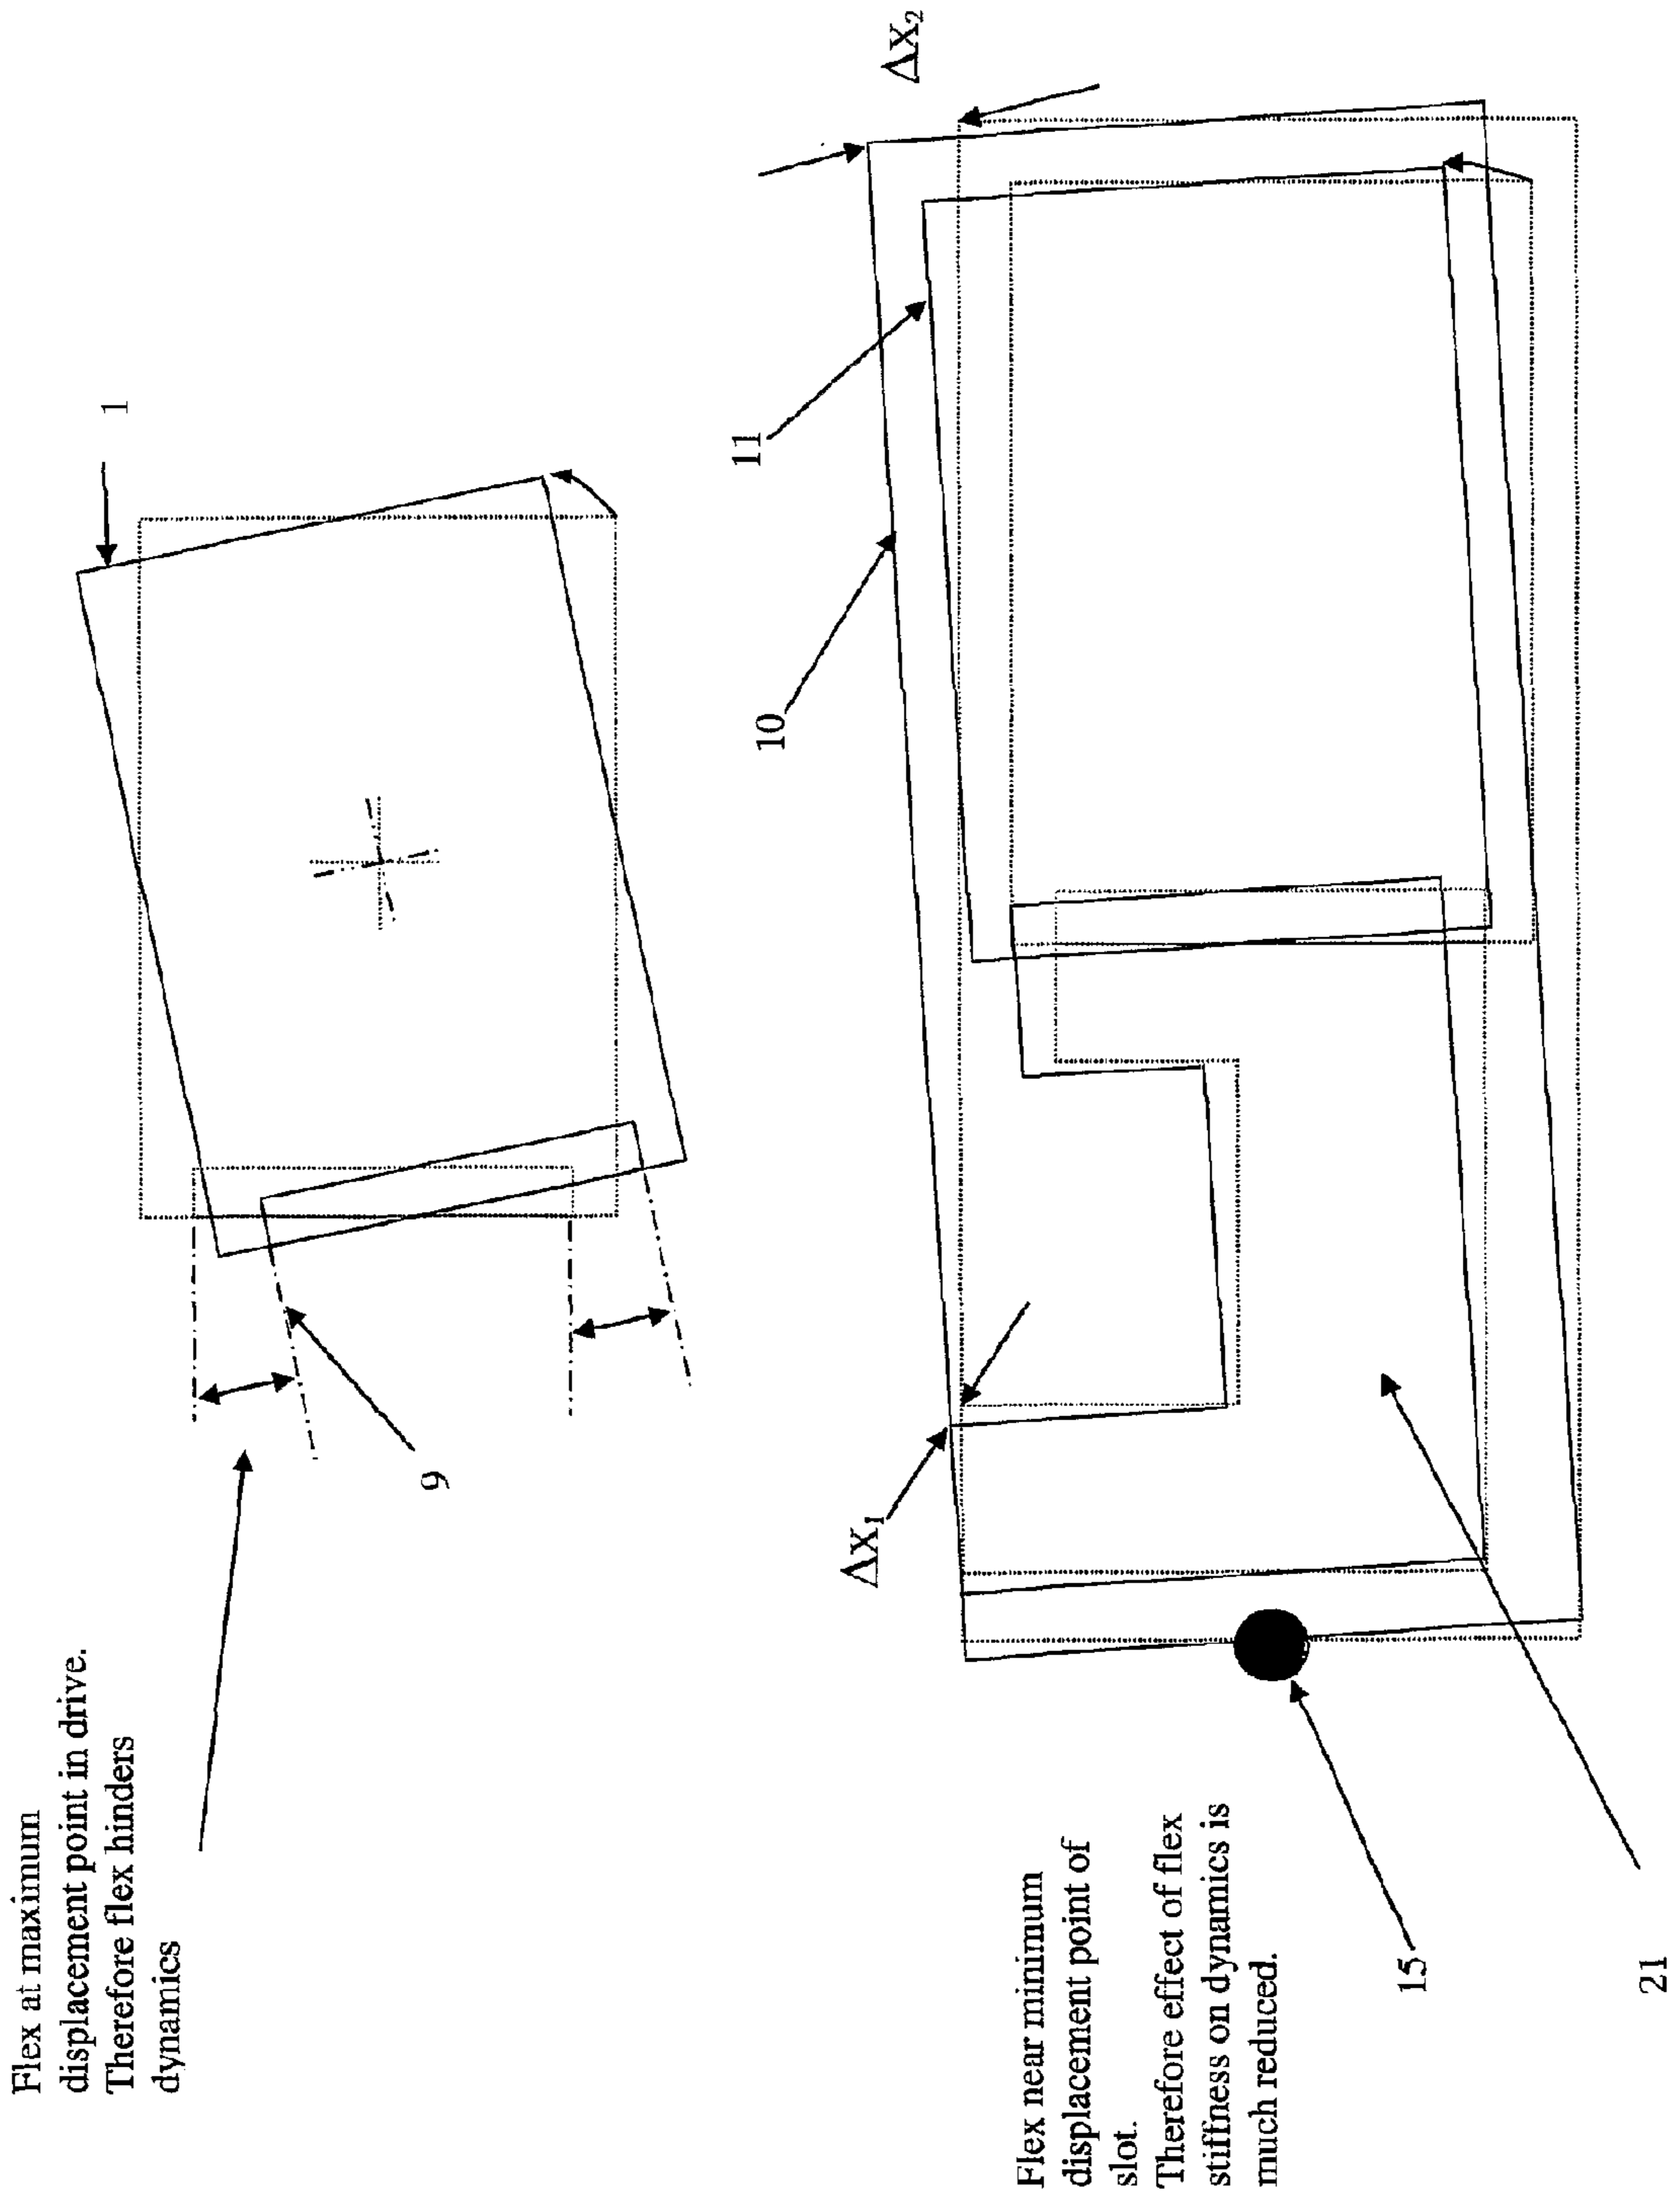 Flex at maximum
displacement point in drive.
Therefore flex hinders
dynamics
9
1
Flex near minimum
displacement point of
slot.
Therefore effect of flex
stiffness on dynamics is
much reduced.
ΔX₁
10
11
ΔX₂
15
21